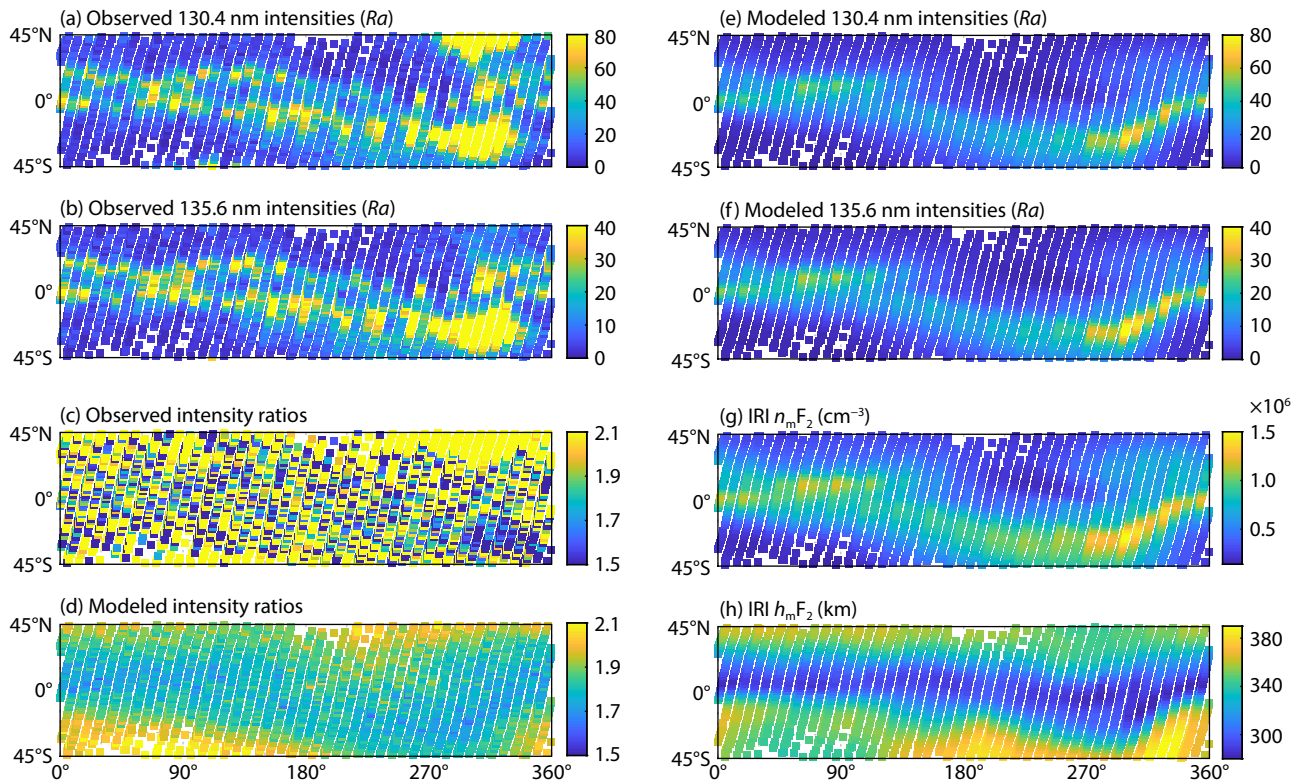 (a) Observed 130.4 nm intensities (Ra)
45°N
0°
45°S
80
60
40
20
0
(b) Observed 135.6 nm intensities (Ra)
45°N
0°
45°S
40
30
20
10
0
(c) Observed intensity ratios
45°N
0°
45°S
2.1
1.9
1.7
1.5
(d) Modeled intensity ratios
45°N
0°
45°S
2.1
1.9
1.7
1.5
0° 90° 180° 270° 360°
(e) Modeled 130.4 nm intensities (Ra)
45°N
0°
45°S
80
60
40
20
0
(f) Modeled 135.6 nm intensities (Ra)
45°N
0°
45°S
40
30
20
10
0
(g) IRI nmF2 (cm⁻³)
×10⁶
45°N
0°
45°S
1.5
1.0
0.5
(h) IRI hmF2 (km)
45°N
0°
45°S
380
340
300
0° 90° 180° 270° 360°